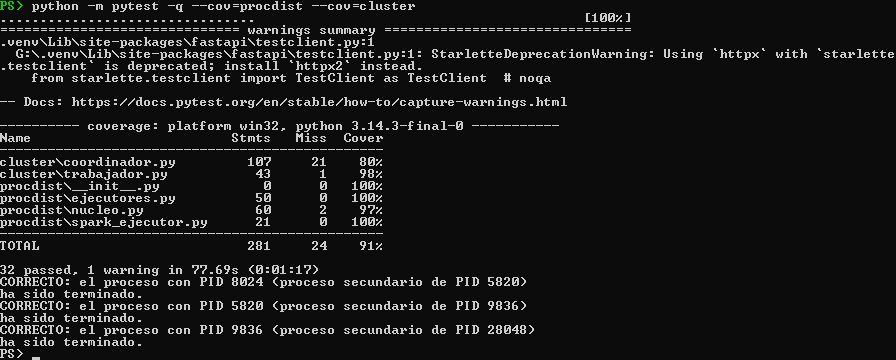 PS> python -m pytest -q --cov=procdist --cov=cluster
................................ [100%]
============================== warnings summary ===============================
.venv\Lib\site-packages\fastapi\testclient.py:1
  G:\.venv\Lib\site-packages\fastapi\testclient.py:1: StarletteDeprecationWarning: Using `httpx` with `starlette
.testclient` is deprecated; install `httpx2` instead.
    from starlette.testclient import TestClient as TestClient  # noqa

-- Docs: https://docs.pytest.org/en/stable/how-to/capture-warnings.html

---------- coverage: platform win32, python 3.14.3-final-0 -----------
Name                           Stmts   Miss  Cover
--------------------------------------------------
cluster\coordinador.py           107     21    80%
cluster\trabajador.py             43      1    98%
procdist\__init__.py               0      0   100%
procdist\ejecutores.py            50      0   100%
procdist\nucleo.py                60      2    97%
procdist\spark_ejecutor.py        21      0   100%
--------------------------------------------------
TOTAL                            281     24    91%

32 passed, 1 warning in 77.69s (0:01:17)
CORRECTO: el proceso con PID 8024 (proceso secundario de PID 5820)
ha sido terminado.
CORRECTO: el proceso con PID 5820 (proceso secundario de PID 9836)
ha sido terminado.
CORRECTO: el proceso con PID 9836 (proceso secundario de PID 28048)
ha sido terminado.
PS>